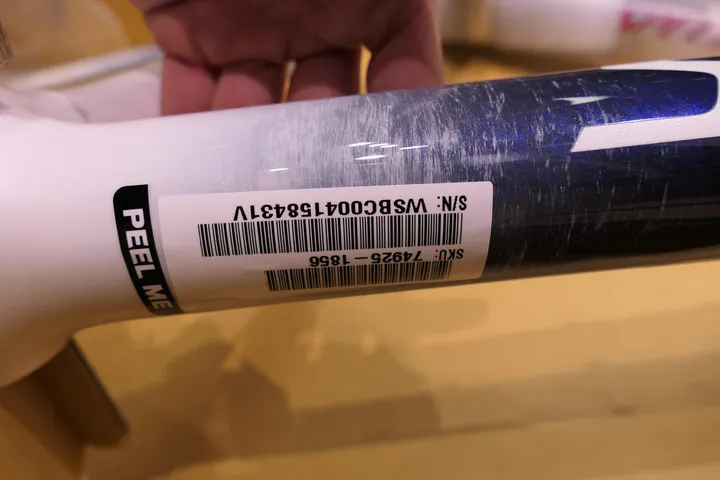 PEEL ME
S/N: WSBC004158431V
SKU: 74925-1856